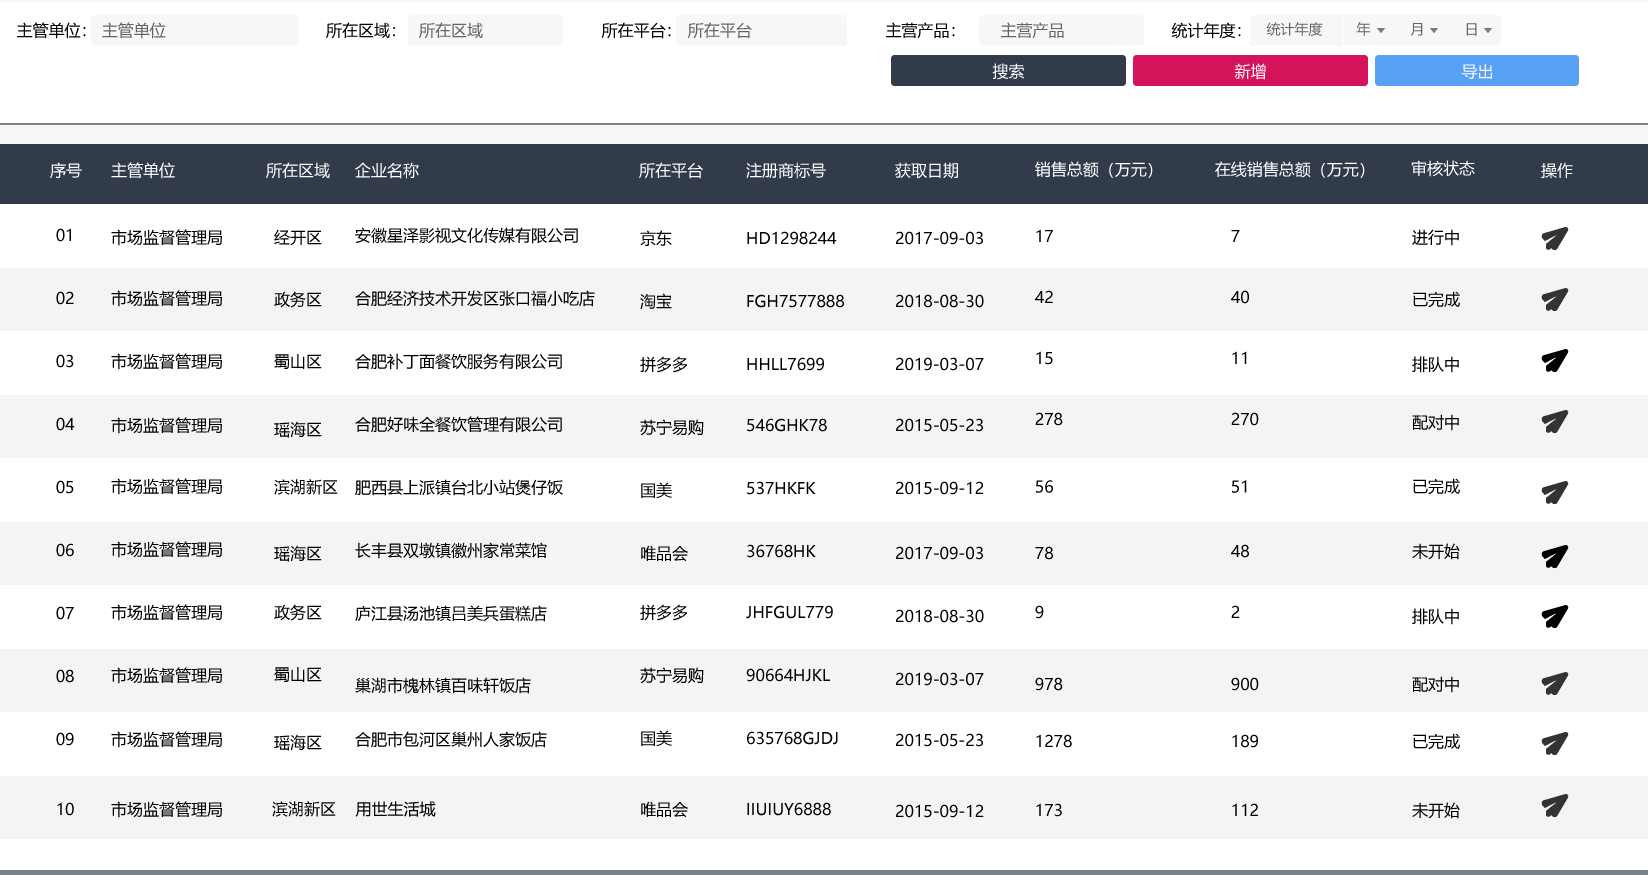 主管单位： 主管单位 所在区域： 所在区域 所在平台： 所在平台 主营产品： 主营产品 统计年度： 统计年度 年 月 日
搜索 新增 导出
序号 主管单位 所在区域 企业名称 所在平台 注册商标号 获取日期 销售总额（万元） 在线销售总额（万元） 审核状态 操作
01 市场监督管理局 经开区 安徽星泽影视文化传媒有限公司 京东 HD1298244 2017-09-03 17 7 进行中
02 市场监督管理局 政务区 合肥经济技术开发区张口福小吃店 淘宝 FGH7577888 2018-08-30 42 40 已完成
03 市场监督管理局 蜀山区 合肥补丁面餐饮服务有限公司 拼多多 HHLL7699 2019-03-07 15 11 排队中
04 市场监督管理局 瑶海区 合肥好味全餐饮管理有限公司 苏宁易购 546GHK78 2015-05-23 278 270 配对中
05 市场监督管理局 滨湖新区 肥西县上派镇台北小站煲仔饭 国美 537HKFK 2015-09-12 56 51 已完成
06 市场监督管理局 瑶海区 长丰县双墩镇徽州家常菜馆 唯品会 36768HK 2017-09-03 78 48 未开始
07 市场监督管理局 政务区 庐江县汤池镇吕美兵蛋糕店 拼多多 JHFGUL779 2018-08-30 9 2 排队中
08 市场监督管理局 蜀山区 巢湖市槐林镇百味轩饭店 苏宁易购 90664HJKL 2019-03-07 978 900 配对中
09 市场监督管理局 瑶海区 合肥市包河区巢州人家饭店 国美 635768GJDJ 2015-05-23 1278 189 已完成
10 市场监督管理局 滨湖新区 用世生活城 唯品会 IIUIUY6888 2015-09-12 173 112 未开始